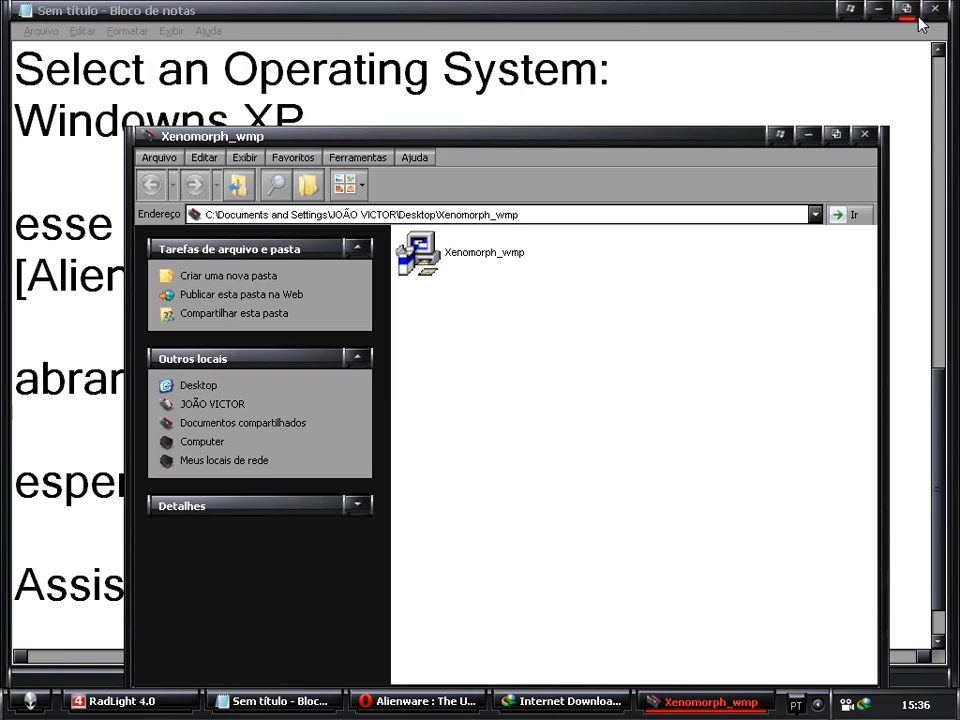 Sem título - Bloco de notas
Arquivo Editar Formatar Exibir Ajuda
Select an Operating System:
Windowns XP
esse
[Alien
abrar
esper
Assis
Xenomorph_wmp
Arquivo Editar Exibir Favoritos Ferramentas Ajuda
Endereço C:\Documents and Settings\JOÃO VICTOR\Desktop\Xenomorph_wmp Ir
Tarefas de arquivo e pasta
Criar uma nova pasta
Publicar esta pasta na Web
Compartilhar esta pasta
Outros locais
Desktop
JOÃO VICTOR
Documentos compartilhados
Computer
Meus locais de rede
Detalhes
Xenomorph_wmp
RadLight 4.0 Sem título - Bloc... Alienware : The U... Internet Downloa... Xenomorph_wmp PT 15:36